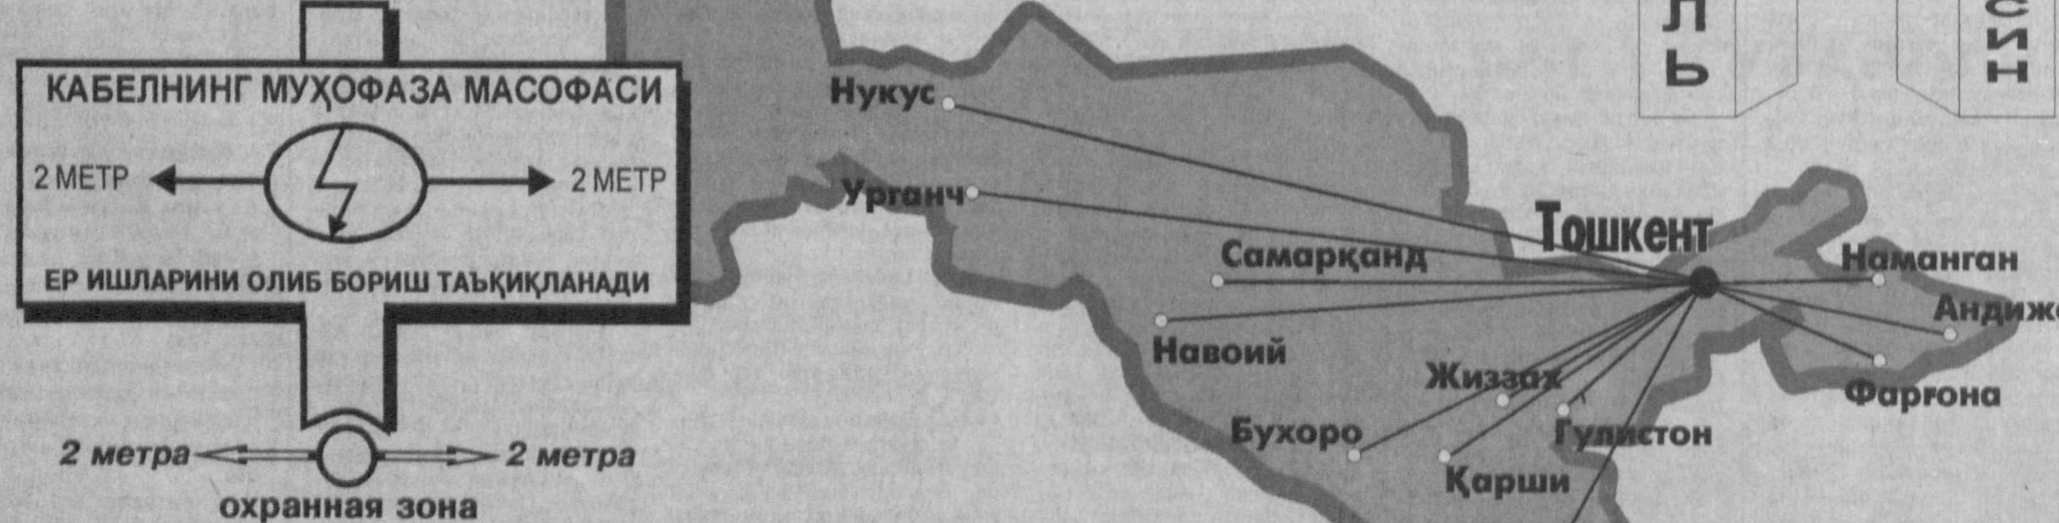 КАБЕЛНИНГ МУҲОФАЗА МАСОФАСИ
2 МЕТР
2 МЕТР
ЕР ИШЛАРИНИ ОЛИБ БОРИШ ТАЪҚИҚЛАНАДИ
2 метра
2 метра
охранная зона
Нукус
Урганч
Самарқанд
Навоий
Бухоро
Жиззах
Қарши
Гулистон
Тошкент
Наманган
Фарғона
Л
Ь